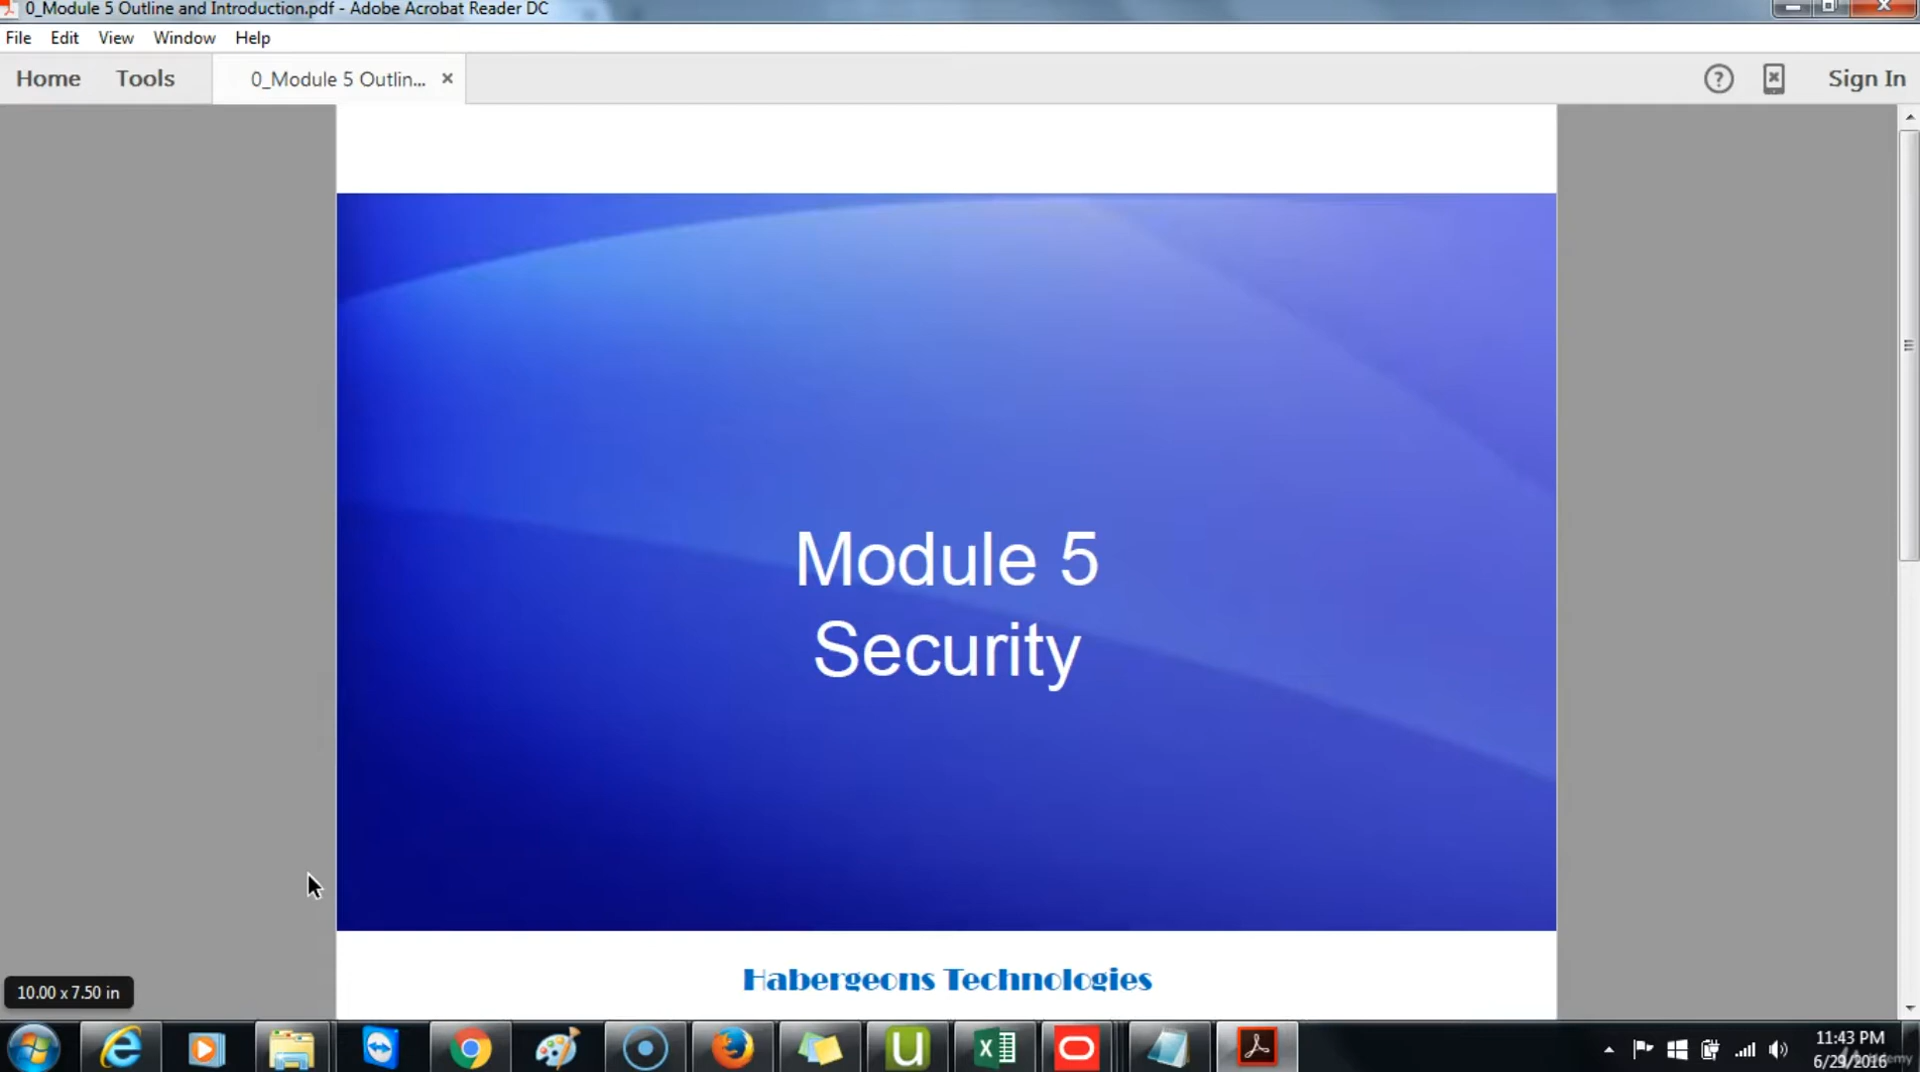 0_Module 5 Outline and Introduction.pdf - Adobe Acrobat Reader DC
File Edit View Window Help
Home Tools 0_Module 5 Outlin... × Sign In
Module 5
Security
Habergeons Technologies
10.00 x 7.50 in
11:43 PM
6/29/2016
Udemy